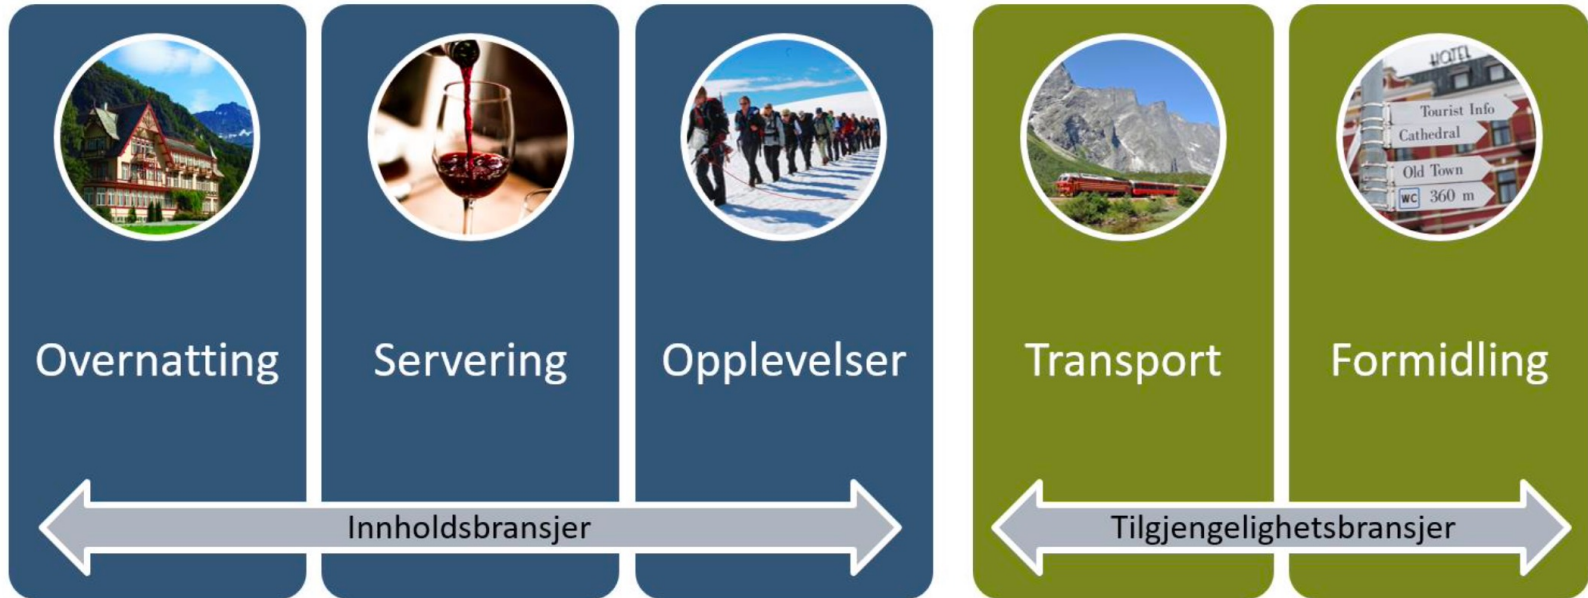 HOTEL
Tourist Info
Cathedral
Old Town
WC 360 m
Overnatting
Servering
Opplevelser
Transport
Formidling
Innholdsbransjer
Tilgjengelighetsbransjer